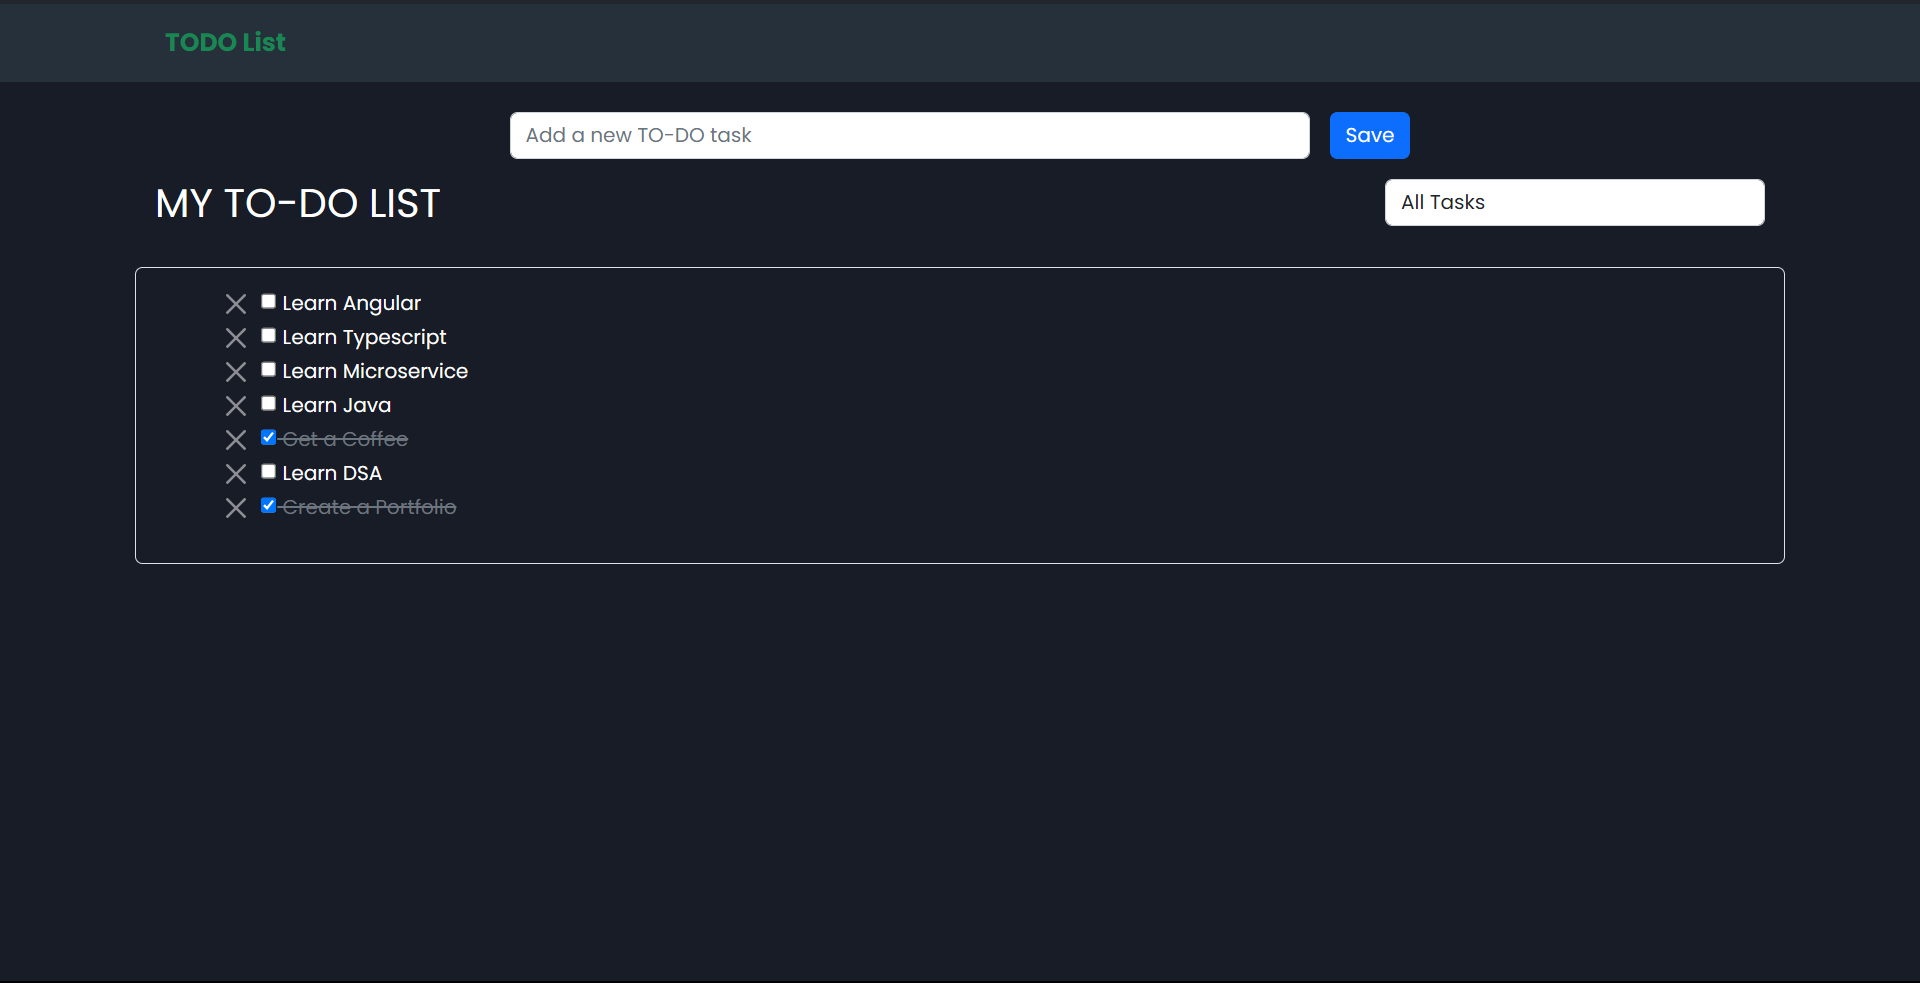 TODO List
Add a new TO-DO task
Save
MY TO-DO LIST
All Tasks
Learn Angular
Learn Typescript
Learn Microservice
Learn Java
Get a Coffee
Learn DSA
Create a Portfolio